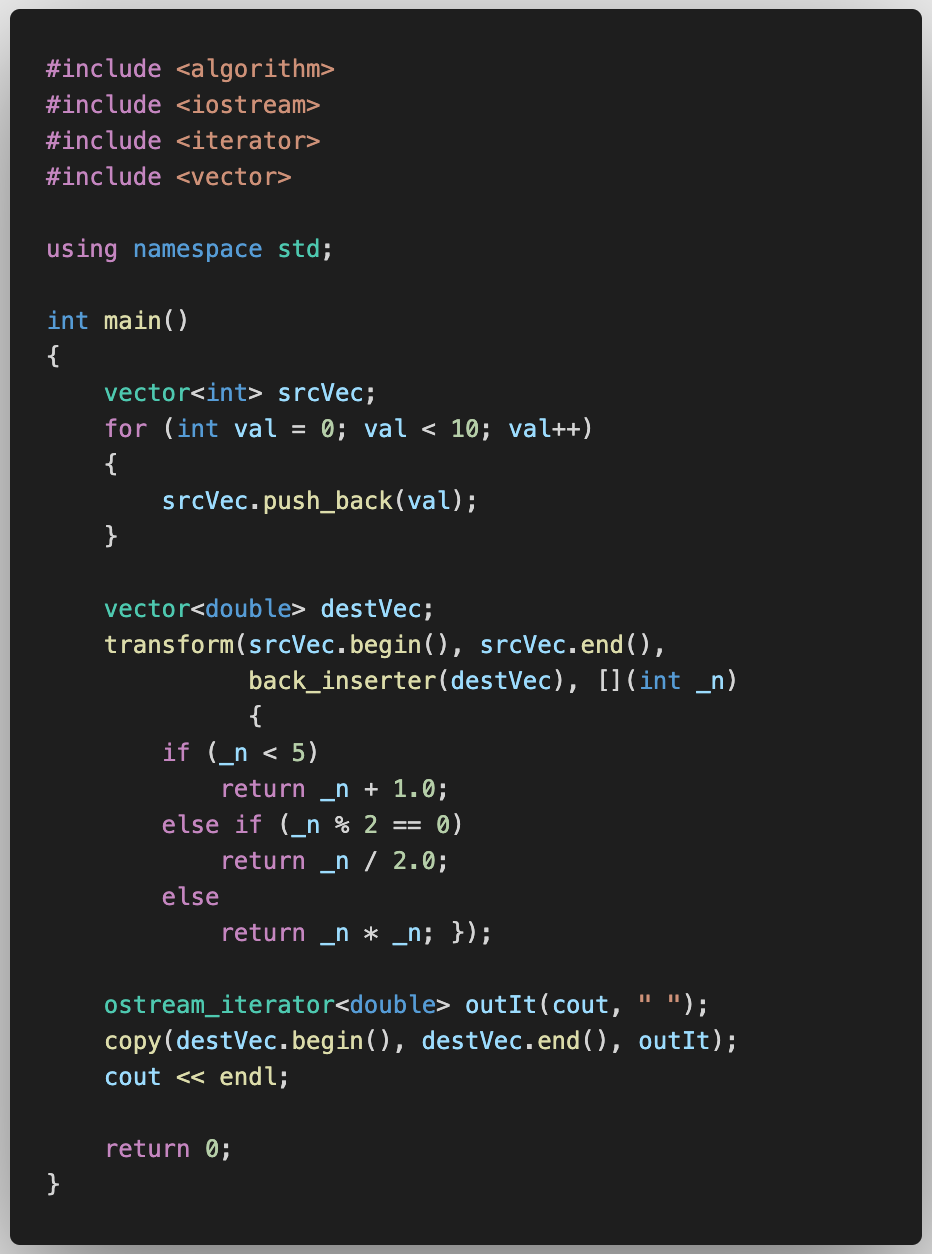 #include <algorithm>
#include <iostream>
#include <iterator>
#include <vector>

using namespace std;

int main()
{
    vector<int> srcVec;
    for (int val = 0; val < 10; val++)
    {
        srcVec.push_back(val);
    }

    vector<double> destVec;
    transform(srcVec.begin(), srcVec.end(),
              back_inserter(destVec), [](int _n)
              {
        if (_n < 5)
            return _n + 1.0;
        else if (_n % 2 == 0)
            return _n / 2.0;
        else
            return _n * _n; });

    ostream_iterator<double> outIt(cout, " ");
    copy(destVec.begin(), destVec.end(), outIt);
    cout << endl;

    return 0;
}